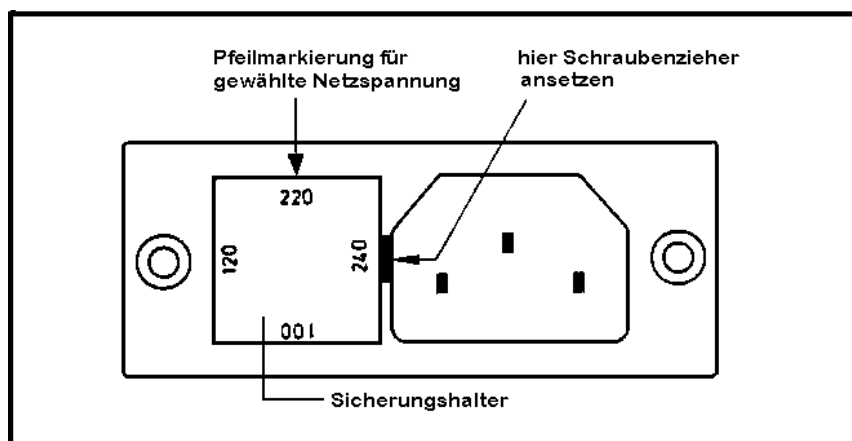 Pfeilmarkierung für
gewählte Netzspannung
hier Schraubenzieher
ansetzen
220
120
240
100
Sicherungshalter